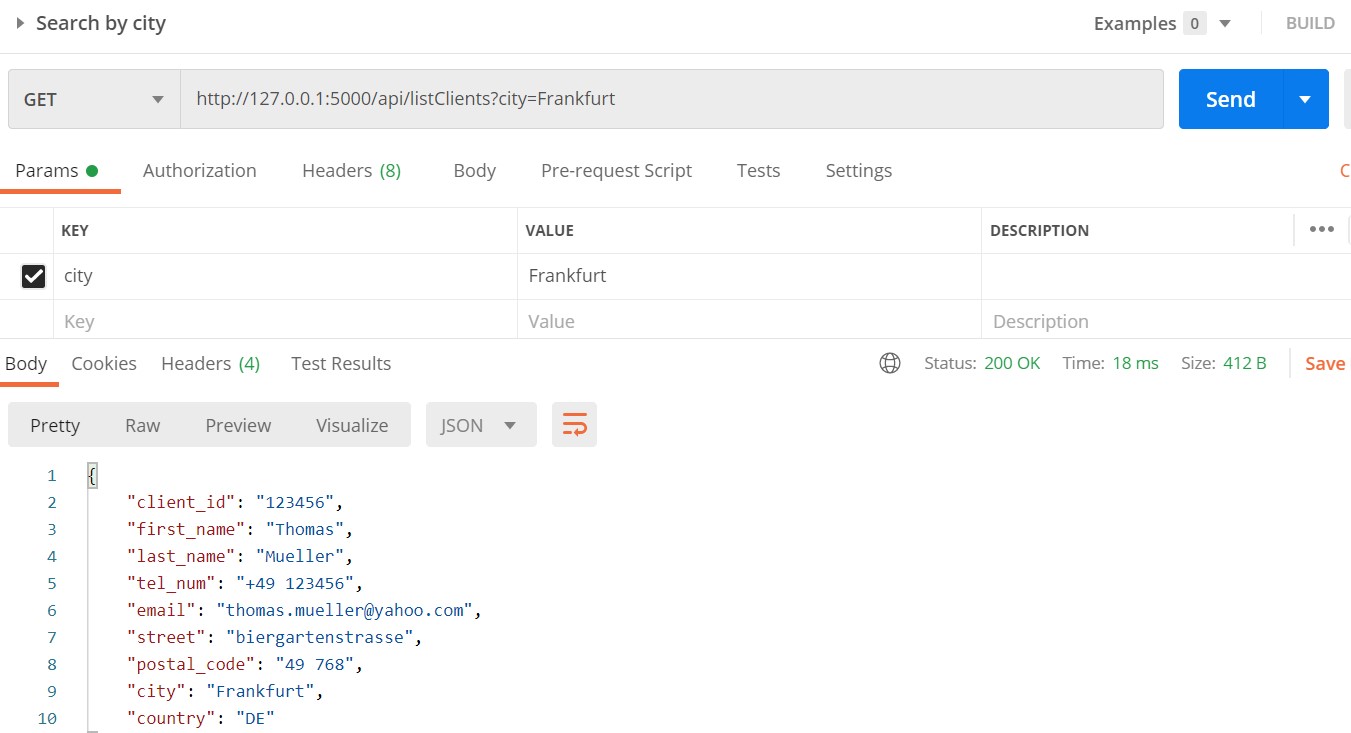 Search by city Examples 0 BUILD
GET http://127.0.0.1:5000/api/listClients?city=Frankfurt Send
Params Authorization Headers (8) Body Pre-request Script Tests Settings C
KEY VALUE DESCRIPTION
city Frankfurt
Key Value Description
Body Cookies Headers (4) Test Results Status: 200 OK Time: 18 ms Size: 412 B Save
Pretty Raw Preview Visualize JSON
1 {
2 "client_id": "123456",
3 "first_name": "Thomas",
4 "last_name": "Mueller",
5 "tel_num": "+49 123456",
6 "email": "thomas.mueller@yahoo.com",
7 "street": "biergartenstrasse",
8 "postal_code": "49 768",
9 "city": "Frankfurt",
10 "country": "DE"